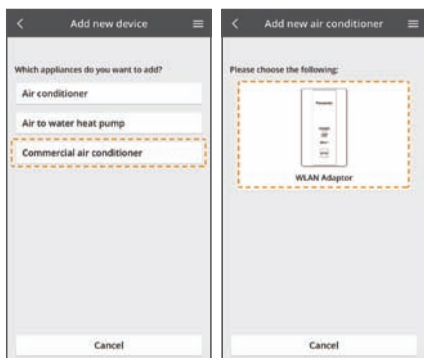 Add new device
Which appliances do you want to add?
Air conditioner
Air to water heat pump
Commercial air conditioner
Cancel
Add new air conditioner
Please choose the following:
Panasonic
WLAN Adaptor
Cancel